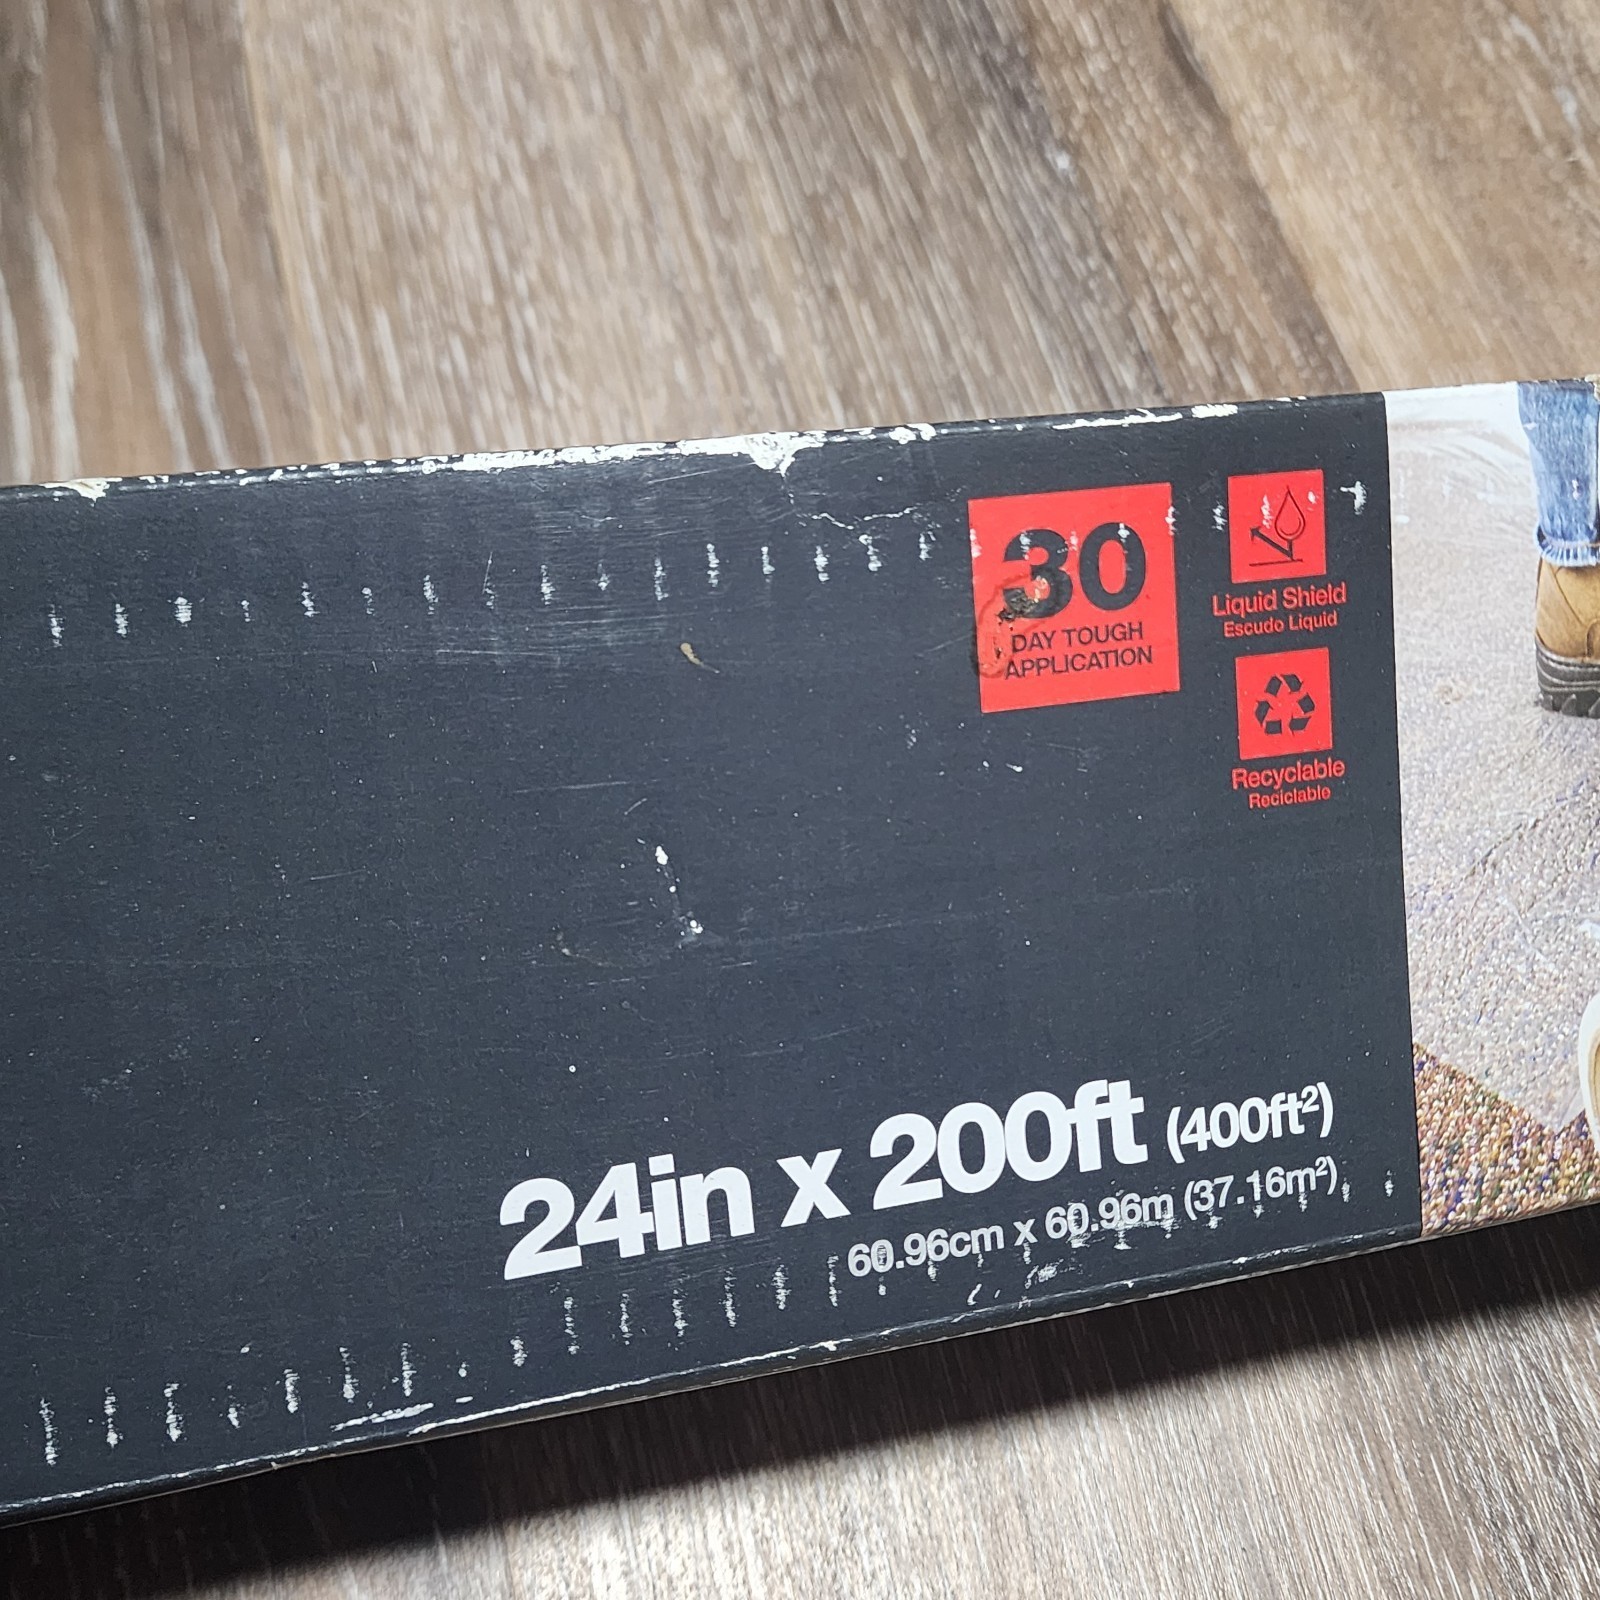 30
DAY TOUGH
APPLICATION
Liquid Shield
Escudo Liquid
Recyclable
Reciclable
24in x 200ft (400ft²)
60.96cm x 60.96m (37.16m²)